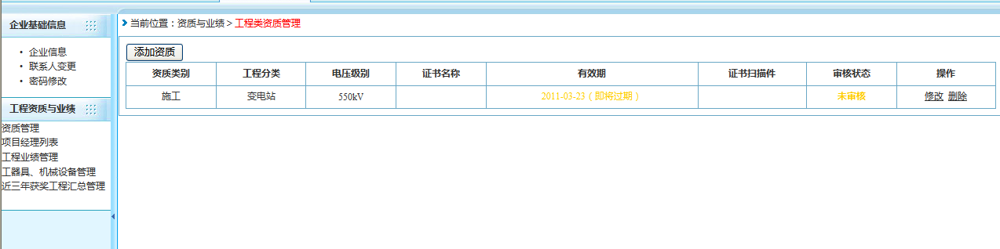 企业基础信息
• 企业信息
• 联系人变更
• 密码修改
工程资质与业绩
资质管理
项目经理列表
工程业绩管理
工器具、机械设备管理
近三年获奖工程汇总管理
当前位置：资质与业绩 > 工程类资质管理
添加资质
资质类别 工程分类 电压级别 证书名称 有效期 证书扫描件 审核状态 操作
施工 变电站 550kV 2011-03-23（即将过期） 未审核 修改 删除